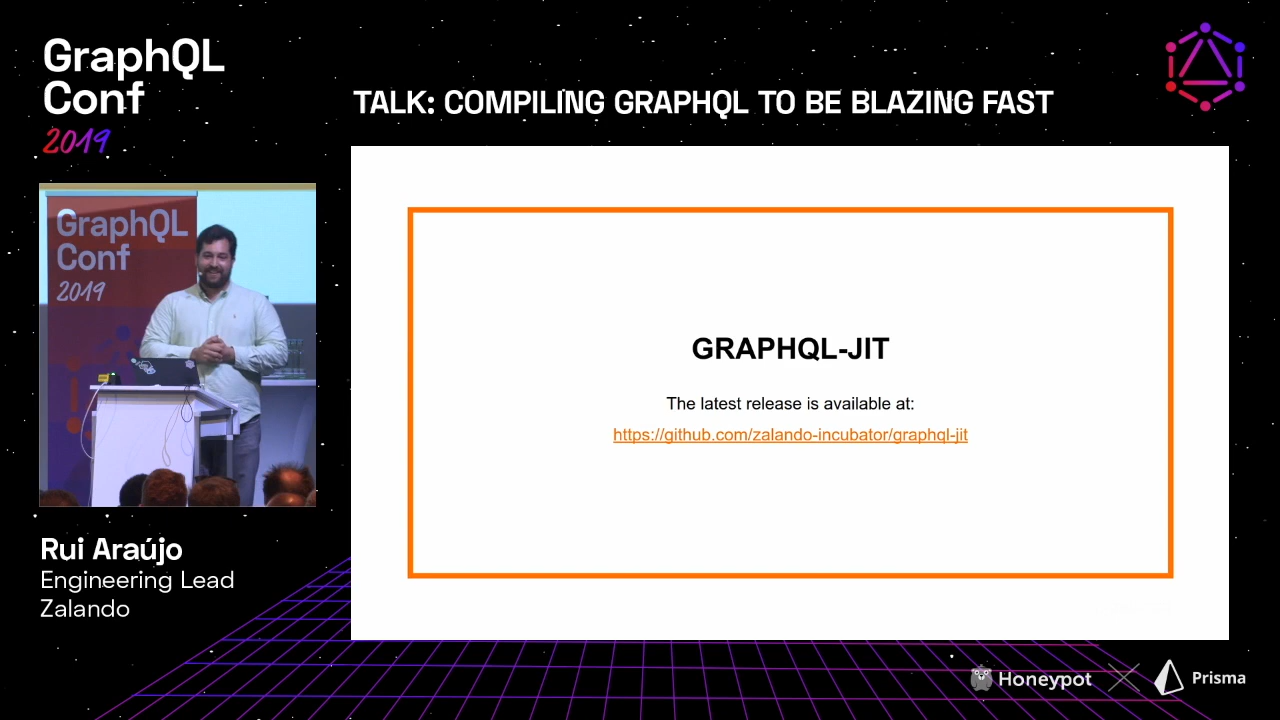 GraphQL
Conf
2019
TALK: COMPILING GRAPHQL TO BE BLAZING FAST
GraphQL
Conf
2019
GRAPHQL-JIT
The latest release is available at:
https://github.com/zalando-incubator/graphql-jit
Rui Araújo
Engineering Lead
Zalando
Honeypot
Prisma